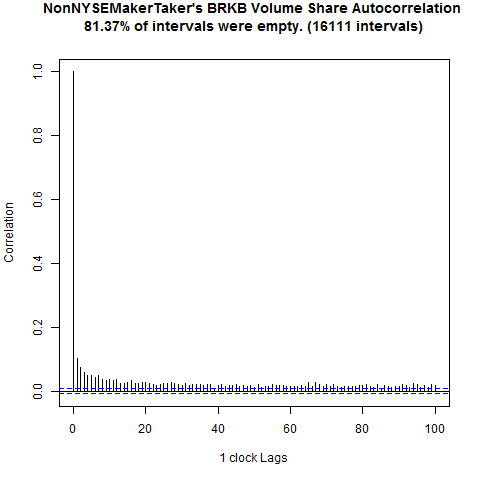 NonNYSEMakerTaker's BRKB Volume Share Autocorrelation
81.37% of intervals were empty. (16111 intervals)
1.0
0.8
0.6
0.4
0.2
0.0
Correlation
0 20 40 60 80 100
1 clock Lags